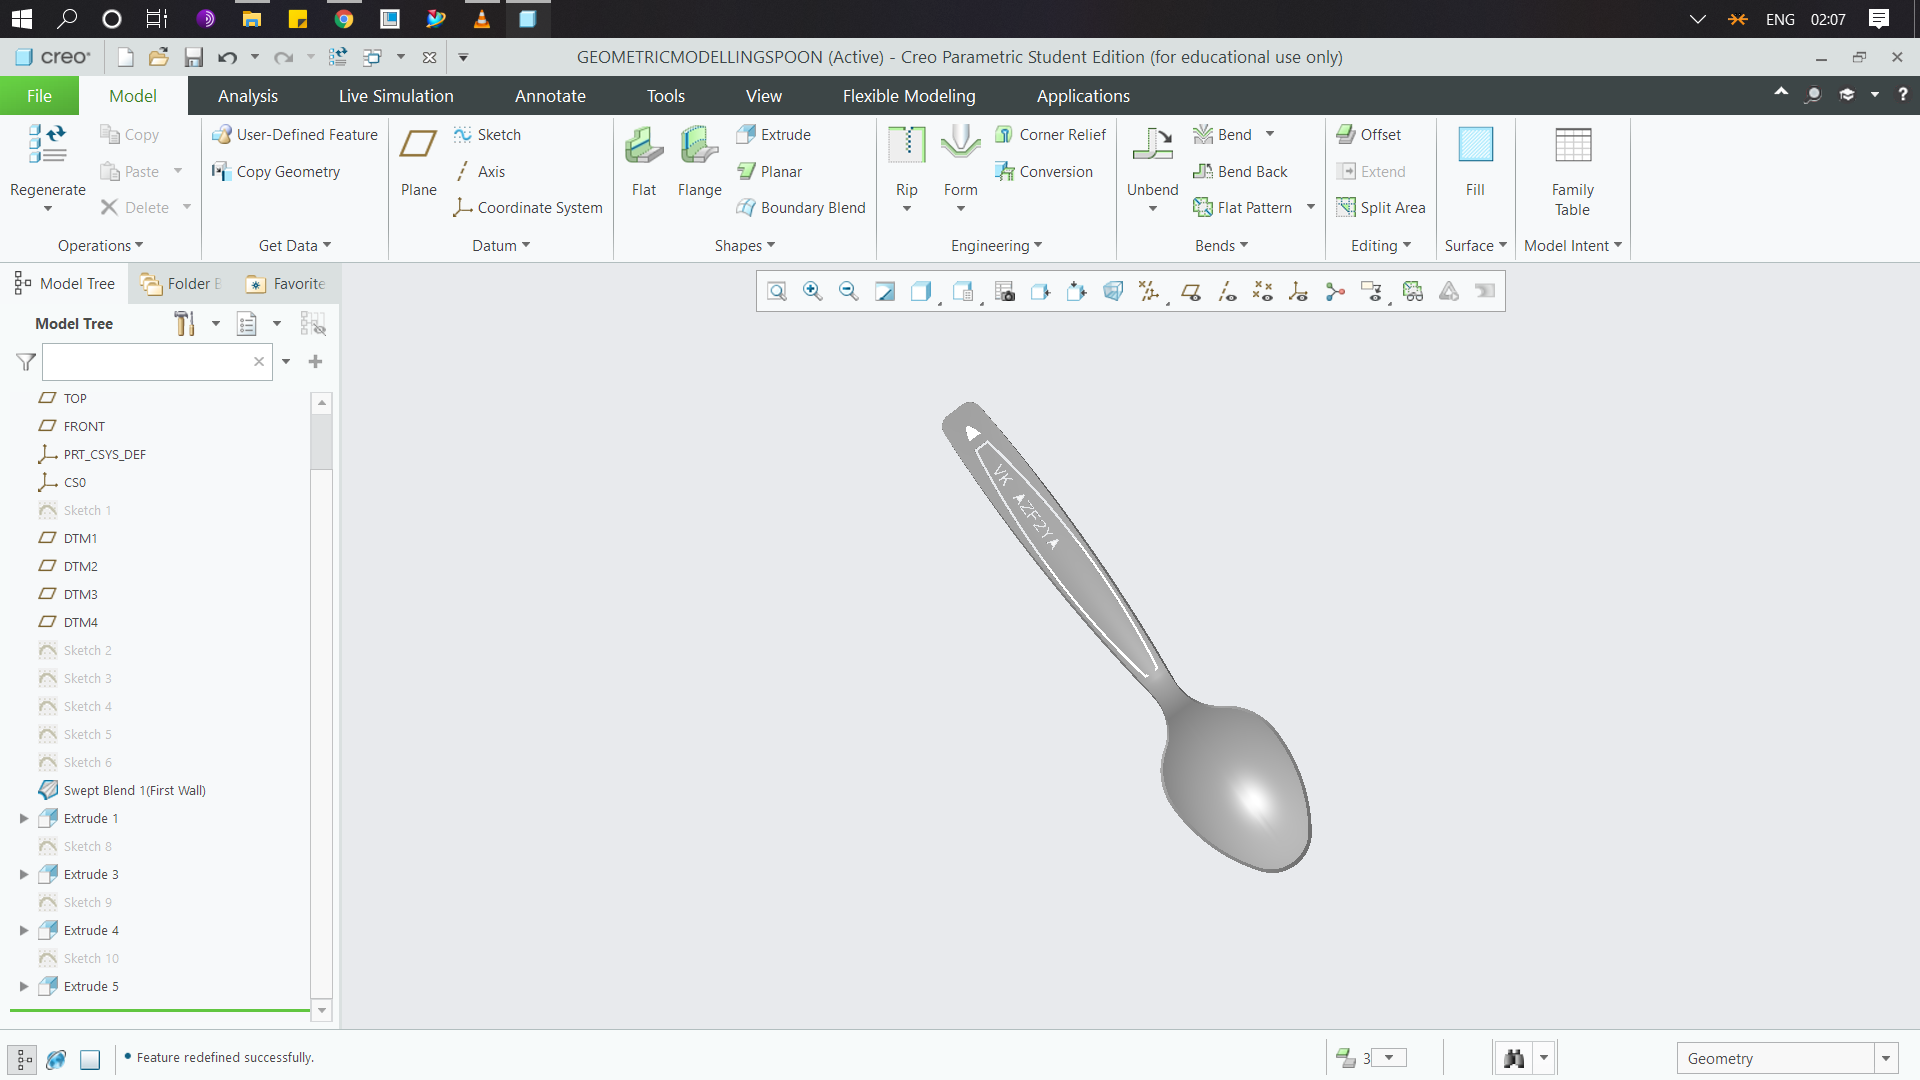 ENG 02:07
creo GEOMETRICMODELLINGSPOON (Active) - Creo Parametric Student Edition (for educational use only)
File Model Analysis Live Simulation Annotate Tools View Flexible Modeling Applications
Regenerate
Copy
Paste
Delete
Operations
User-Defined Feature
Copy Geometry
Get Data
Plane
Sketch
Axis
Coordinate System
Datum
Flat
Flange
Extrude
Planar
Boundary Blend
Shapes
Rip
Form
Corner Relief
Conversion
Engineering
Unbend
Bend
Bend Back
Flat Pattern
Bends
Offset
Extend
Split Area
Editing
Fill
Surface
Family
Table
Model Intent
Model Tree Folder Favorite
Model Tree
TOP
FRONT
PRT_CSYS_DEF
CS0
Sketch 1
DTM1
DTM2
DTM3
DTM4
Sketch 2
Sketch 3
Sketch 4
Sketch 5
Sketch 6
Swept Blend 1(First Wall)
Extrude 1
Sketch 8
Extrude 3
Sketch 9
Extrude 4
Sketch 10
Extrude 5
VK AZF2YA
Feature redefined successfully.
3
Geometry